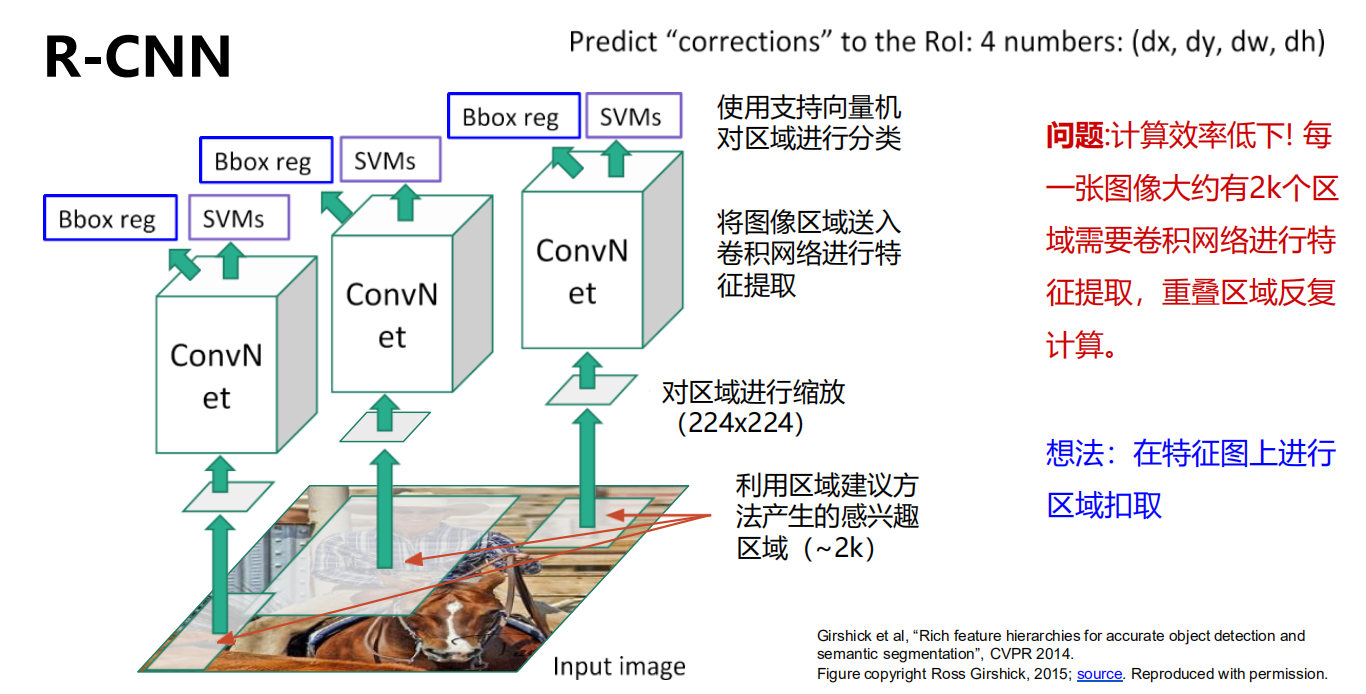 R-CNN
Predict “corrections” to the RoI: 4 numbers: (dx, dy, dw, dh)
Bbox reg
SVMs
Bbox reg
SVMs
Bbox reg
SVMs
ConvN
et
ConvN
et
ConvN
et
使用支持向量机
对区域进行分类
将图像区域送入
卷积网络进行特
征提取
对区域进行缩放
（224x224）
利用区域建议方
法产生的感兴趣
区域（~2k）
Input image
问题:计算效率低下! 每
一张图像大约有2k个区
域需要卷积网络进行特
征提取，重叠区域反复
计算。
想法：在特征图上进行
区域扣取
Girshick et al, “Rich feature hierarchies for accurate object detection and
semantic segmentation”, CVPR 2014.
Figure copyright Ross Girshick, 2015; source. Reproduced with permission.